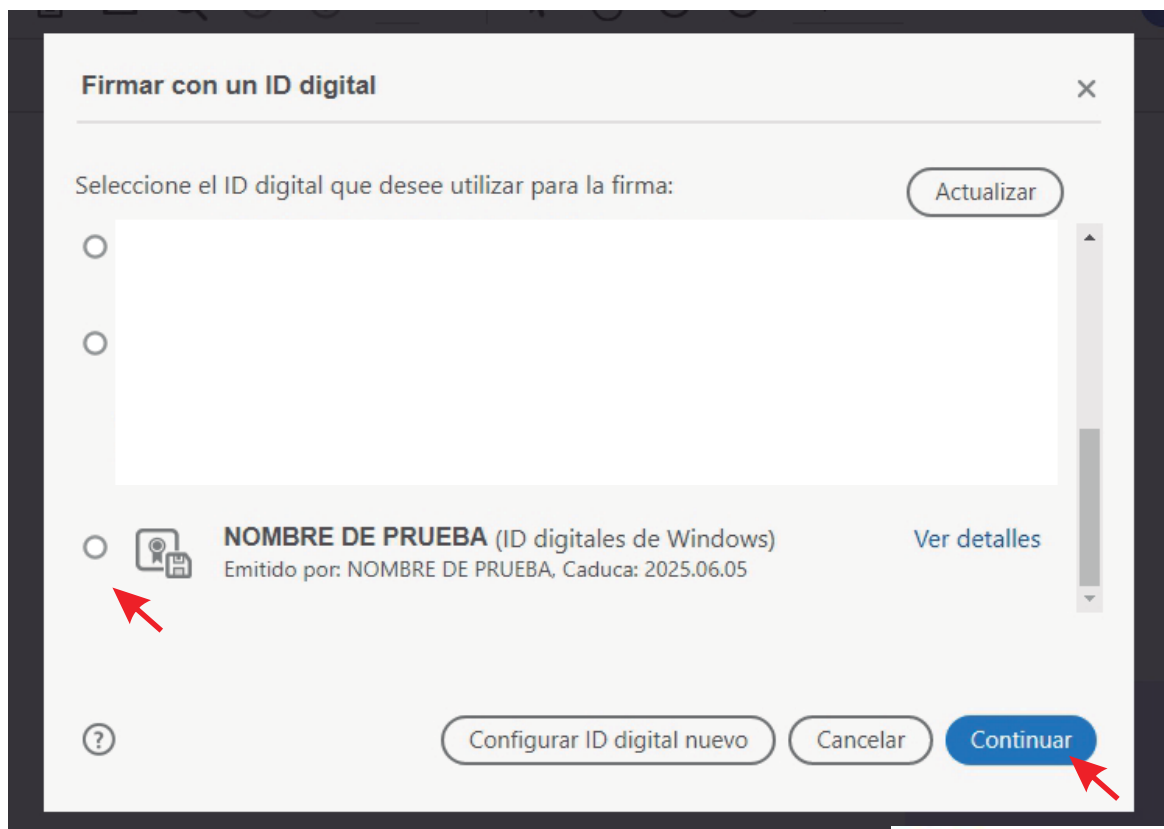 Firmar con un ID digital
Seleccione el ID digital que desee utilizar para la firma:
Actualizar
NOMBRE DE PRUEBA (ID digitales de Windows)
Ver detalles
Emitido por: NOMBRE DE PRUEBA, Caduca: 2025.06.05
Configurar ID digital nuevo
Cancelar
Continuar